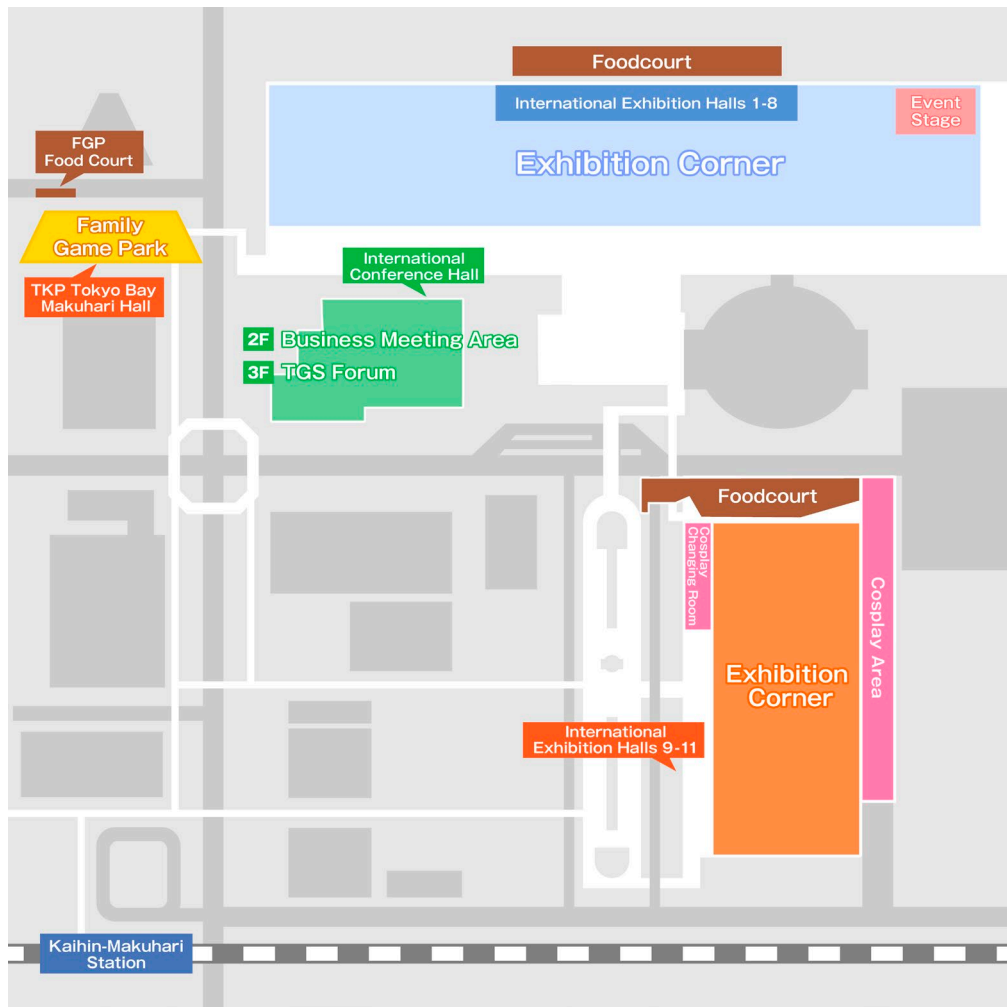 Foodcourt
International Exhibition Halls 1-8
Event
Stage
Exhibition Corner
FGP
Food Court
Family
Game Park
TKP Tokyo Bay
Makuhari Hall
International
Conference Hall
2F Business Meeting Area
3F TGS Forum
Foodcourt
Cosplay
Changing Room
Cosplay Area
Exhibition
Corner
International
Exhibition Halls 9-11
Kaihin-Makuhari
Station